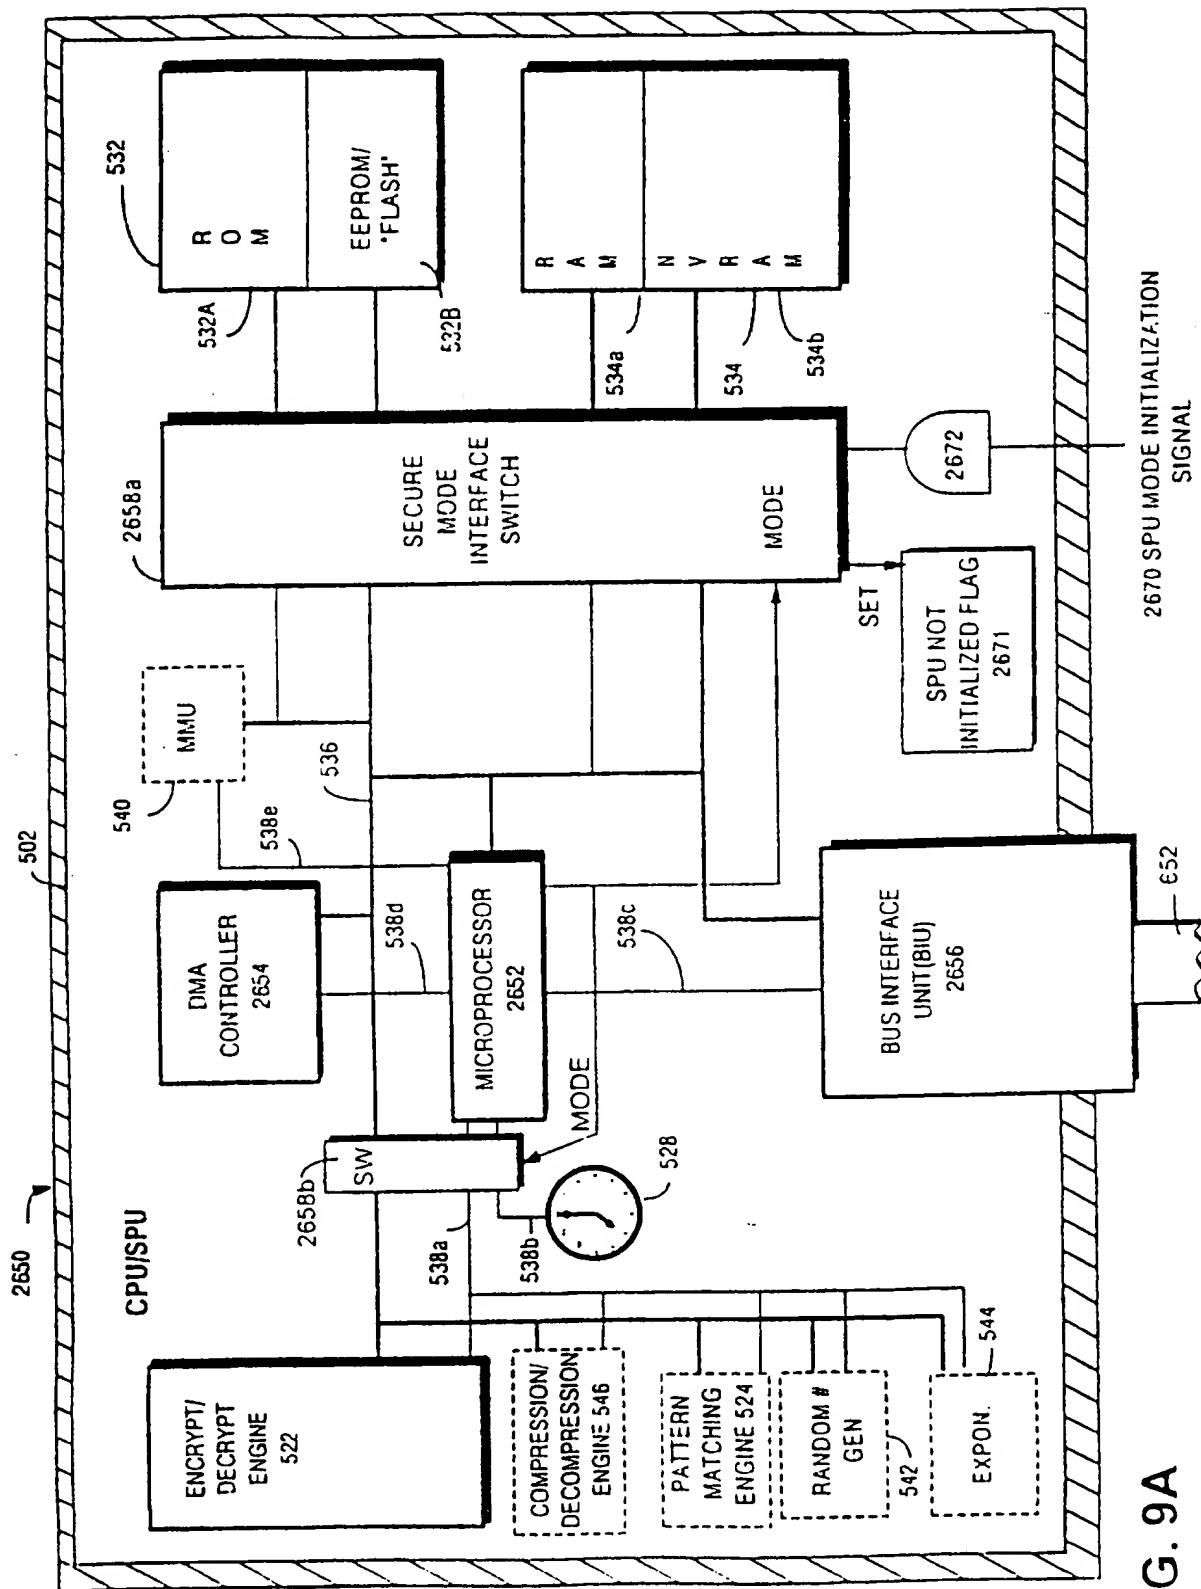 2650
502
CPU/SPU
ENCRYPT/
DECRYPT
ENGINE
522
2658b
SW
DMA
CONTROLLER
2654
540
MMU
2658a
532
532A
R
O
M
EEPROM/
"FLASH"
532B
538a
538b
528
538d
538e
536
MICROPROCESSOR
2652
MODE
538c
SECURE
MODE
INTERFACE
SWITCH
MODE
534a
534
534b
R
A
M
N
V
R
A
M
COMPRESSION/
DECOMPRESSION
ENGINE 546
PATTERN
MATCHING
ENGINE 524
RANDOM #
GEN
542
EXPON.
544
BUS INTERFACE
UNIT(BIU)
2656
SET
SPU NOT
INITIALIZED FLAG
2671
2672
652
2670 SPU MODE INITIALIZATION
SIGNAL
G. 9A